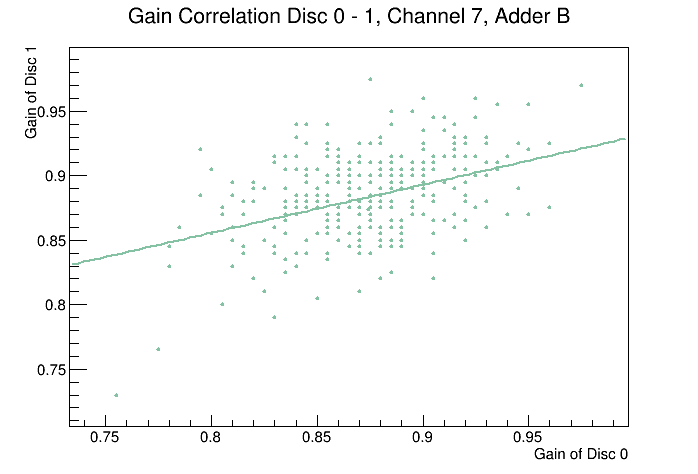 Gain Correlation Disc 0 - 1, Channel 7, Adder B
Gain of Disc 1
0.95
0.9
0.85
0.8
0.75
0.75 0.8 0.85 0.9 0.95
Gain of Disc 0